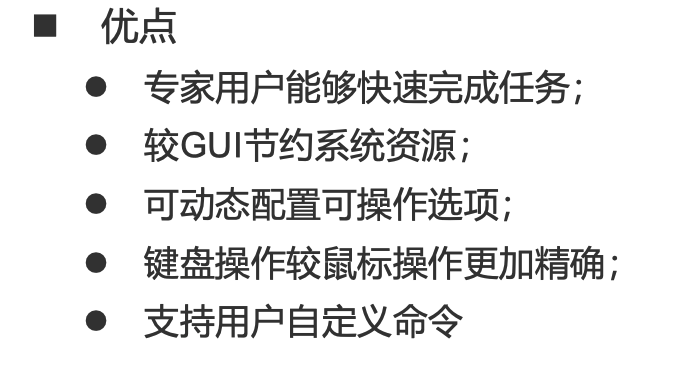 ■ 优点
● 专家用户能够快速完成任务；
● 较GUI节约系统资源；
● 可动态配置可操作选项；
● 键盘操作较鼠标操作更加精确；
● 支持用户自定义命令